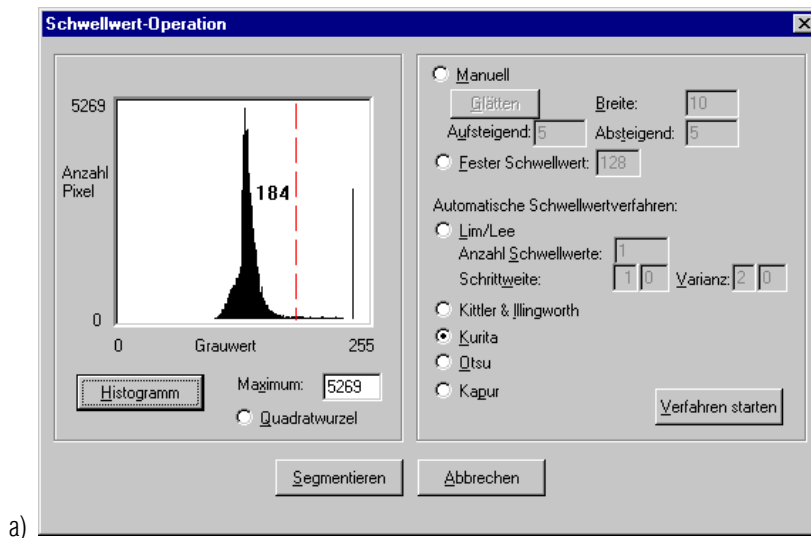 Schwellwert-Operation
5269
Anzahl
Pixel
184
0
0 Grauwert 255
Histogramm
Maximum: 5269
Quadratwurzel
Manuell
Glätten Breite: 10
Aufsteigend: 5 Absteigend: 5
Fester Schwellwert: 128
Automatische Schwellwertverfahren:
Lim/Lee
Anzahl Schwellwerte: 1
Schrittweite: 1 0 Varianz: 2 0
Kittler & Illingworth
Kurita
Otsu
Kapur
Verfahren starten
Segmentieren Abbrechen
a)